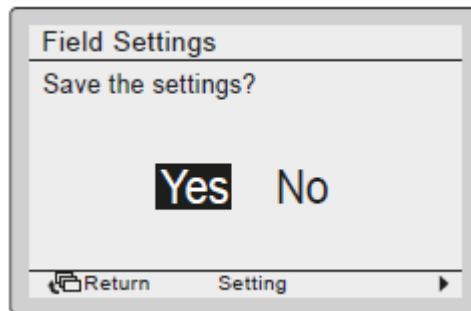 Field Settings
Save the settings?
Yes No
Return Setting